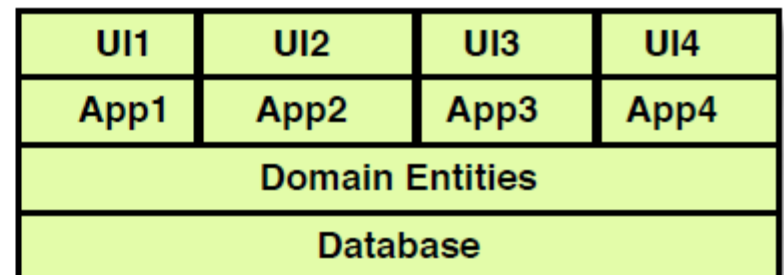 UI1 UI2 UI3 UI4
App1 App2 App3 App4
Domain Entities
Database